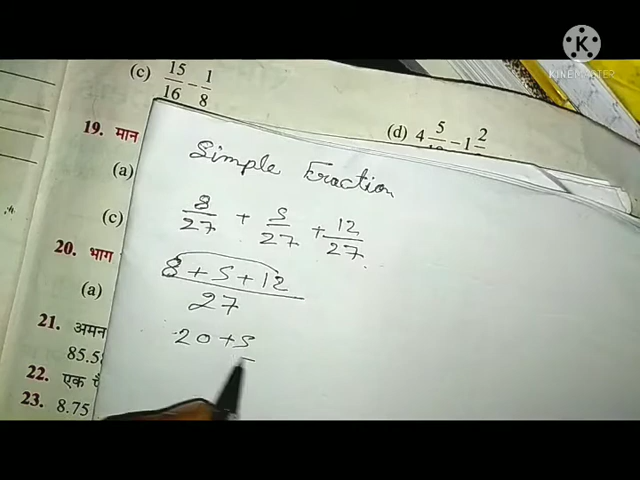 K
KINEMASTER
(c) 15/16 - 1/8
(d) 4 5/ - 1 2/
19. मान
(a)
(c)
20. भाग
(a)
21. अमन
85.5
22. एक
23. 8.75
Simple Fraction
8/27 + 5/27 + 12/27
8 + 5 + 12
27
20 + 5